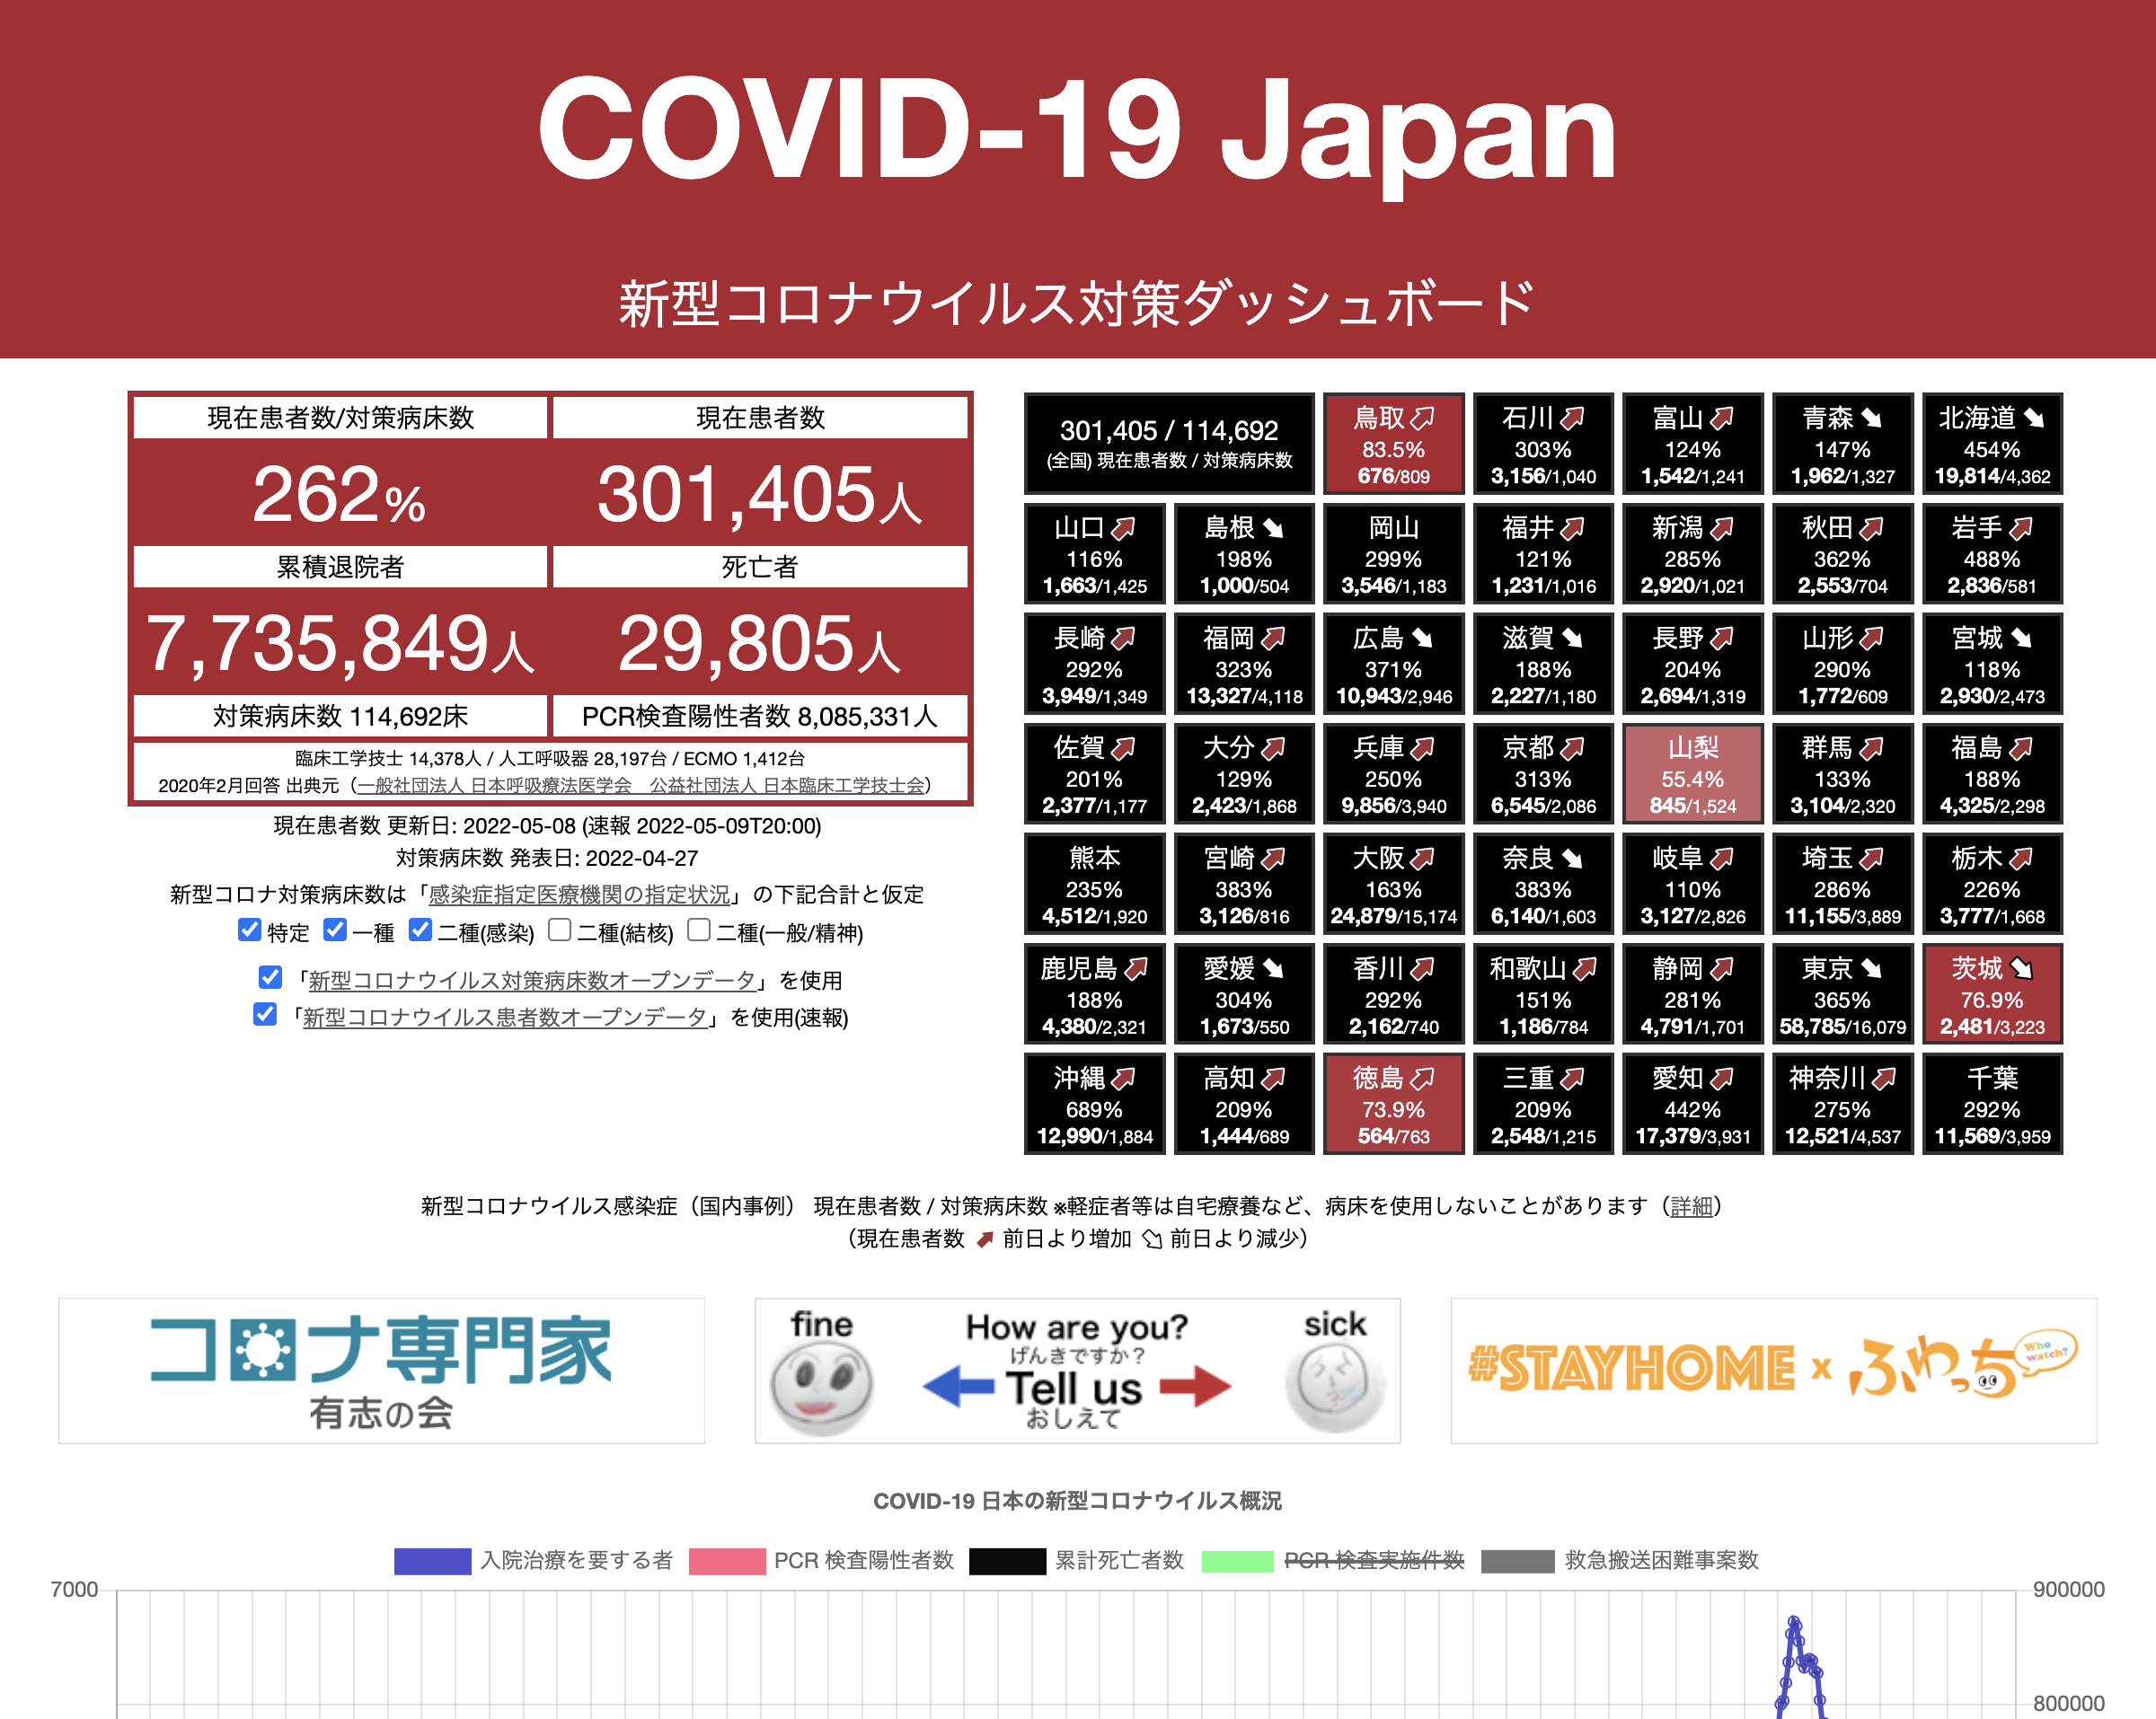 COVID-19 Japan
新型コロナウイルス対策ダッシュボード
現在患者数/対策病床数
現在患者数
262%
301,405人
累積退院者
死亡者
7,735,849人
29,805人
対策病床数 114,692床
PCR検査陽性者数 8,085,331人
臨床工学技士 14,378人 / 人工呼吸器 28,197台 / ECMO 1,412台
2020年2月回答 出典元（一般社団法人 日本呼吸療法医学会　公益社団法人 日本臨床工学技士会）
現在患者数 更新日: 2022-05-08 (速報 2022-05-09T20:00)
対策病床数 発表日: 2022-04-27
新型コロナ対策病床数は「感染症指定医療機関の指定状況」の下記合計と仮定
特定 一種 二種(感染) 二種(結核) 二種(一般/精神)
「新型コロナウイルス対策病床数オープンデータ」を使用
「新型コロナウイルス患者数オープンデータ」を使用(速報)
301,405 / 114,692
(全国) 現在患者数 / 対策病床数
鳥取
83.5%
676/809
石川
303%
3,156/1,040
富山
124%
1,542/1,241
青森
147%
1,962/1,327
北海道
454%
19,814/4,362
山口
116%
1,663/1,425
島根
198%
1,000/504
岡山
299%
3,546/1,183
福井
121%
1,231/1,016
新潟
285%
2,920/1,021
秋田
362%
2,553/704
岩手
488%
2,836/581
長崎
292%
3,949/1,349
福岡
323%
13,327/4,118
広島
371%
10,943/2,946
滋賀
188%
2,227/1,180
長野
204%
2,694/1,319
山形
290%
1,772/609
宮城
118%
2,930/2,473
佐賀
201%
2,377/1,177
大分
129%
2,423/1,868
兵庫
250%
9,856/3,940
京都
313%
6,545/2,086
山梨
55.4%
845/1,524
群馬
133%
3,104/2,320
福島
188%
4,325/2,298
熊本
235%
4,512/1,920
宮崎
383%
3,126/816
大阪
163%
24,879/15,174
奈良
383%
6,140/1,603
岐阜
110%
3,127/2,826
埼玉
286%
11,155/3,889
栃木
226%
3,777/1,668
鹿児島
188%
4,380/2,321
愛媛
304%
1,673/550
香川
292%
2,162/740
和歌山
151%
1,186/784
静岡
281%
4,791/1,701
東京
365%
58,785/16,079
茨城
76.9%
2,481/3,223
沖縄
689%
12,990/1,884
高知
209%
1,444/689
徳島
73.9%
564/763
三重
209%
2,548/1,215
愛知
442%
17,379/3,931
神奈川
275%
12,521/4,537
千葉
292%
11,569/3,959
新型コロナウイルス感染症（国内事例） 現在患者数 / 対策病床数 ※軽症者等は自宅療養など、病床を使用しないことがあります（詳細）
（現在患者数 前日より増加 前日より減少）
コロナ専門家
有志の会
fine
How are you?
げんきですか？
Tell us
おしえて
sick
#STAYHOME x ふわっち
Who watch?
COVID-19 日本の新型コロナウイルス概況
入院治療を要する者 PCR 検査陽性者数 累計死亡者数 PCR 検査実施件数 救急搬送困難事案数
7000
900000
800000